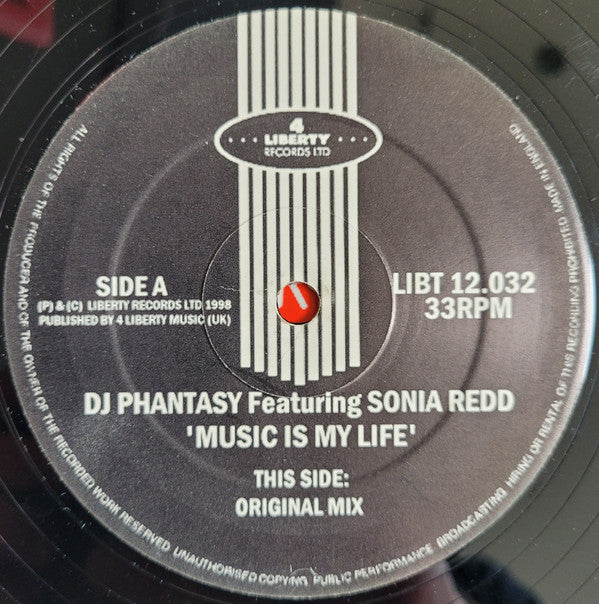 4
LIBERTY
RECORDS LTD
SIDE A
(P) & (C) LIBERTY RECORDS LTD 1998
PUBLISHED BY 4 LIBERTY MUSIC (UK)
LIBT 12.032
33RPM
DJ PHANTASY Featuring SONIA REDD
'MUSIC IS MY LIFE'
THIS SIDE:
ORIGINAL MIX
ALL RIGHTS OF THE PRODUCER AND OF THE OWNER OF THE RECORDED WORK RESERVED. UNAUTHORISED COPYING, PUBLIC PERFORMANCE, BROADCASTING, HIRING OR RENTAL OF THIS RECORDING PROHIBITED. MADE IN ENGLAND